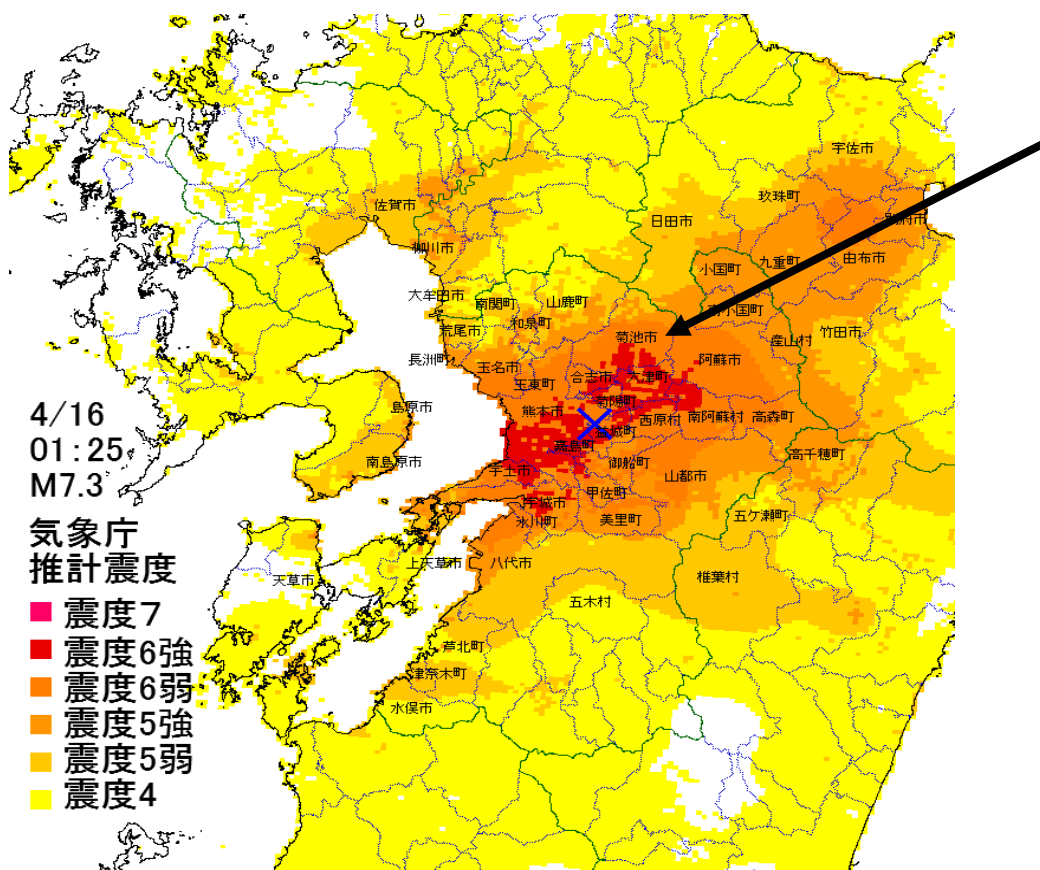 宇佐市
玖珠町
佐賀市
日田市
別府市
柳川市
由布市
九重町
小国町
大牟田市
南関町
山鹿町
南小国町
和泉町
荒尾市
菊池市
竹田市
産山村
長洲町
阿蘇市
玉名市
合志市
大津町
玉東町
菊陽町
島原市
熊本市
西原村
南阿蘇村
高森町
益城町
嘉島町
4/16
01:25
M7.3
南島原市
宇土市
御船町
山都市
高千穂町
甲佐町
宇城市
氷川町
美里町
五ケ瀬町
気象庁
推計震度
上天草市
八代市
天草市
椎葉村
五木村
震度7
震度6強
芦北町
震度6弱
津奈木町
水俣市
震度5強
震度5弱
震度4